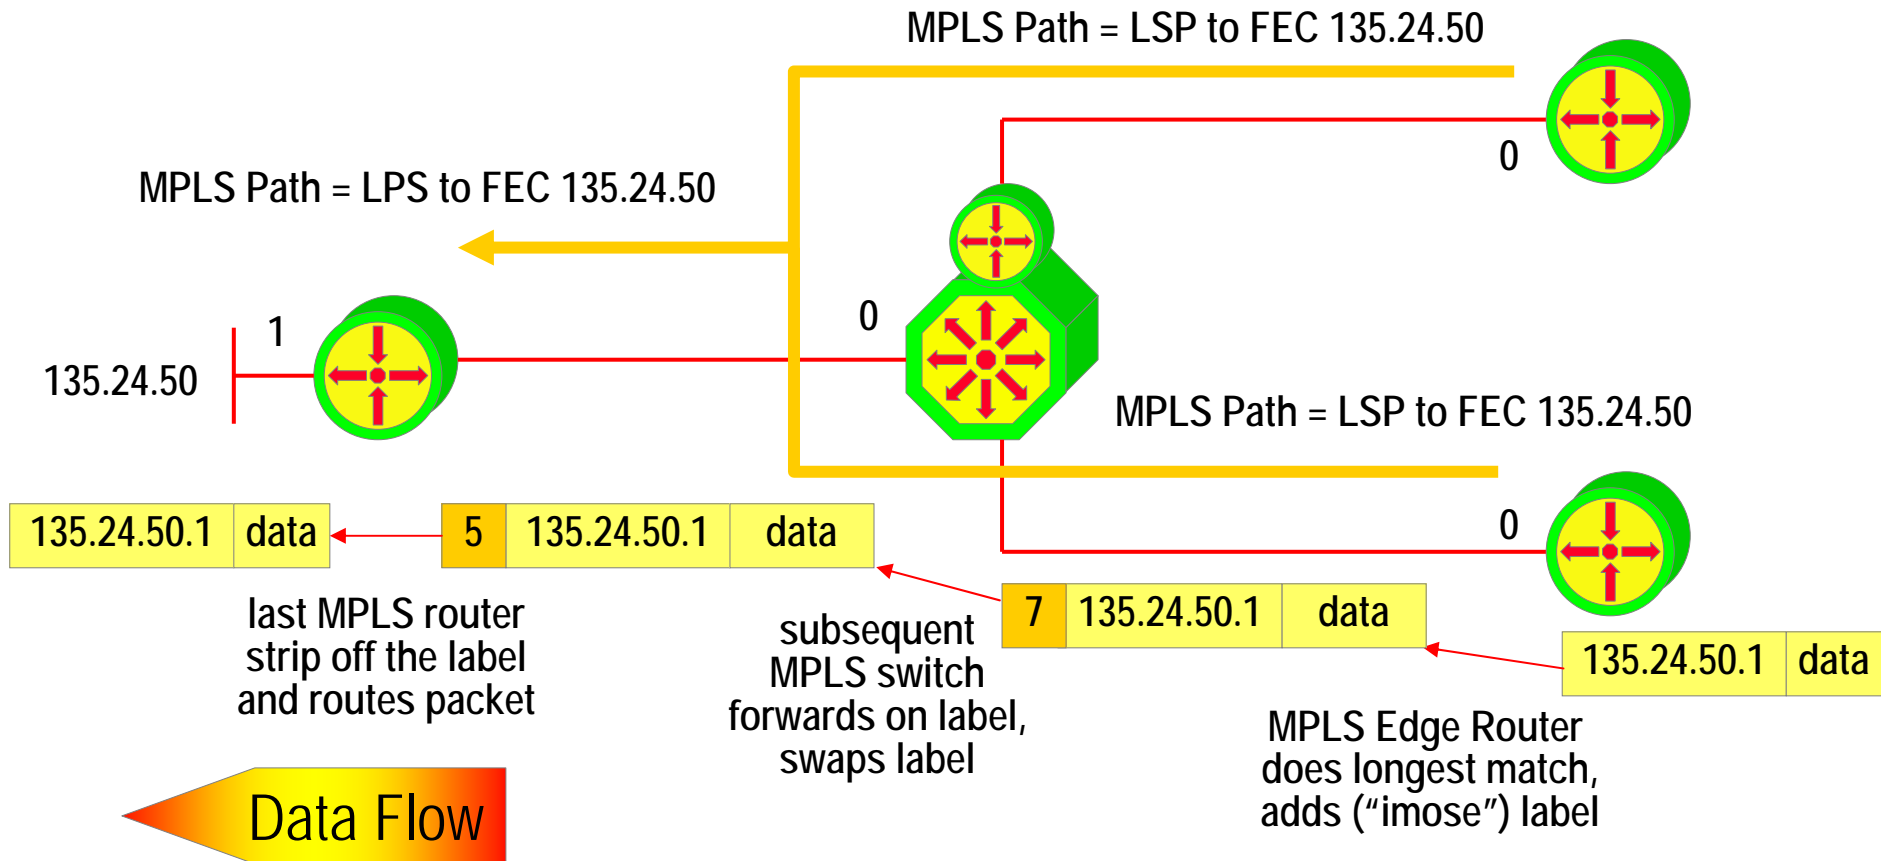 MPLS Path = LSP to FEC 135.24.50
0
MPLS Path = LPS to FEC 135.24.50
0
1
135.24.50
MPLS Path = LSP to FEC 135.24.50
0
135.24.50.1 data
5 135.24.50.1 data
7 135.24.50.1 data
135.24.50.1 data
last MPLS router
strip off the label
and routes packet
subsequent
MPLS switch
forwards on label,
swaps label
MPLS Edge Router
does longest match,
adds (“imose”) label
Data Flow